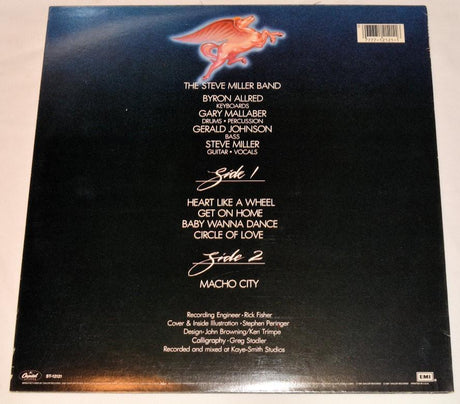 THE STEVE MILLER BAND
BYRON ALLRED
KEYBOARDS
GARY MALLABER
DRUMS • PERCUSSION
GERALD JOHNSON
BASS
STEVE MILLER
GUITAR • VOCALS
Side 1
HEART LIKE A WHEEL
GET ON HOME
BABY WANNA DANCE
CIRCLE OF LOVE
Side 2
MACHO CITY
Recording Engineer • Rick Fisher
Cover & Inside Illustration • Stephen Peringer
Design • John Browning/Ken Trimpe
Calligraphy • Greg Stadler
Recorded and mixed at Kaye-Smith Studios
Capitol ST-12121 EMI